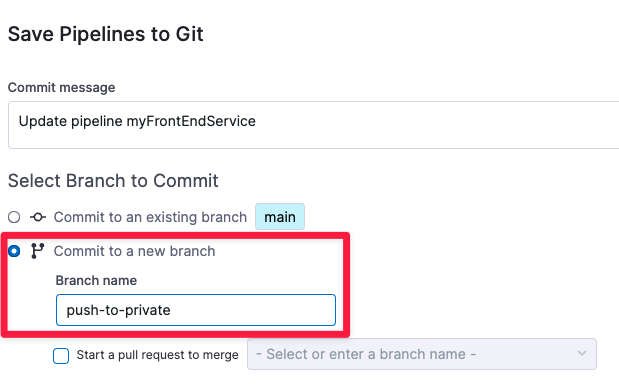 Save Pipelines to Git
Commit message
Update pipeline myFrontEndService
Select Branch to Commit
Commit to an existing branch main
Commit to a new branch
Branch name
push-to-private
Start a pull request to merge - Select or enter a branch name -